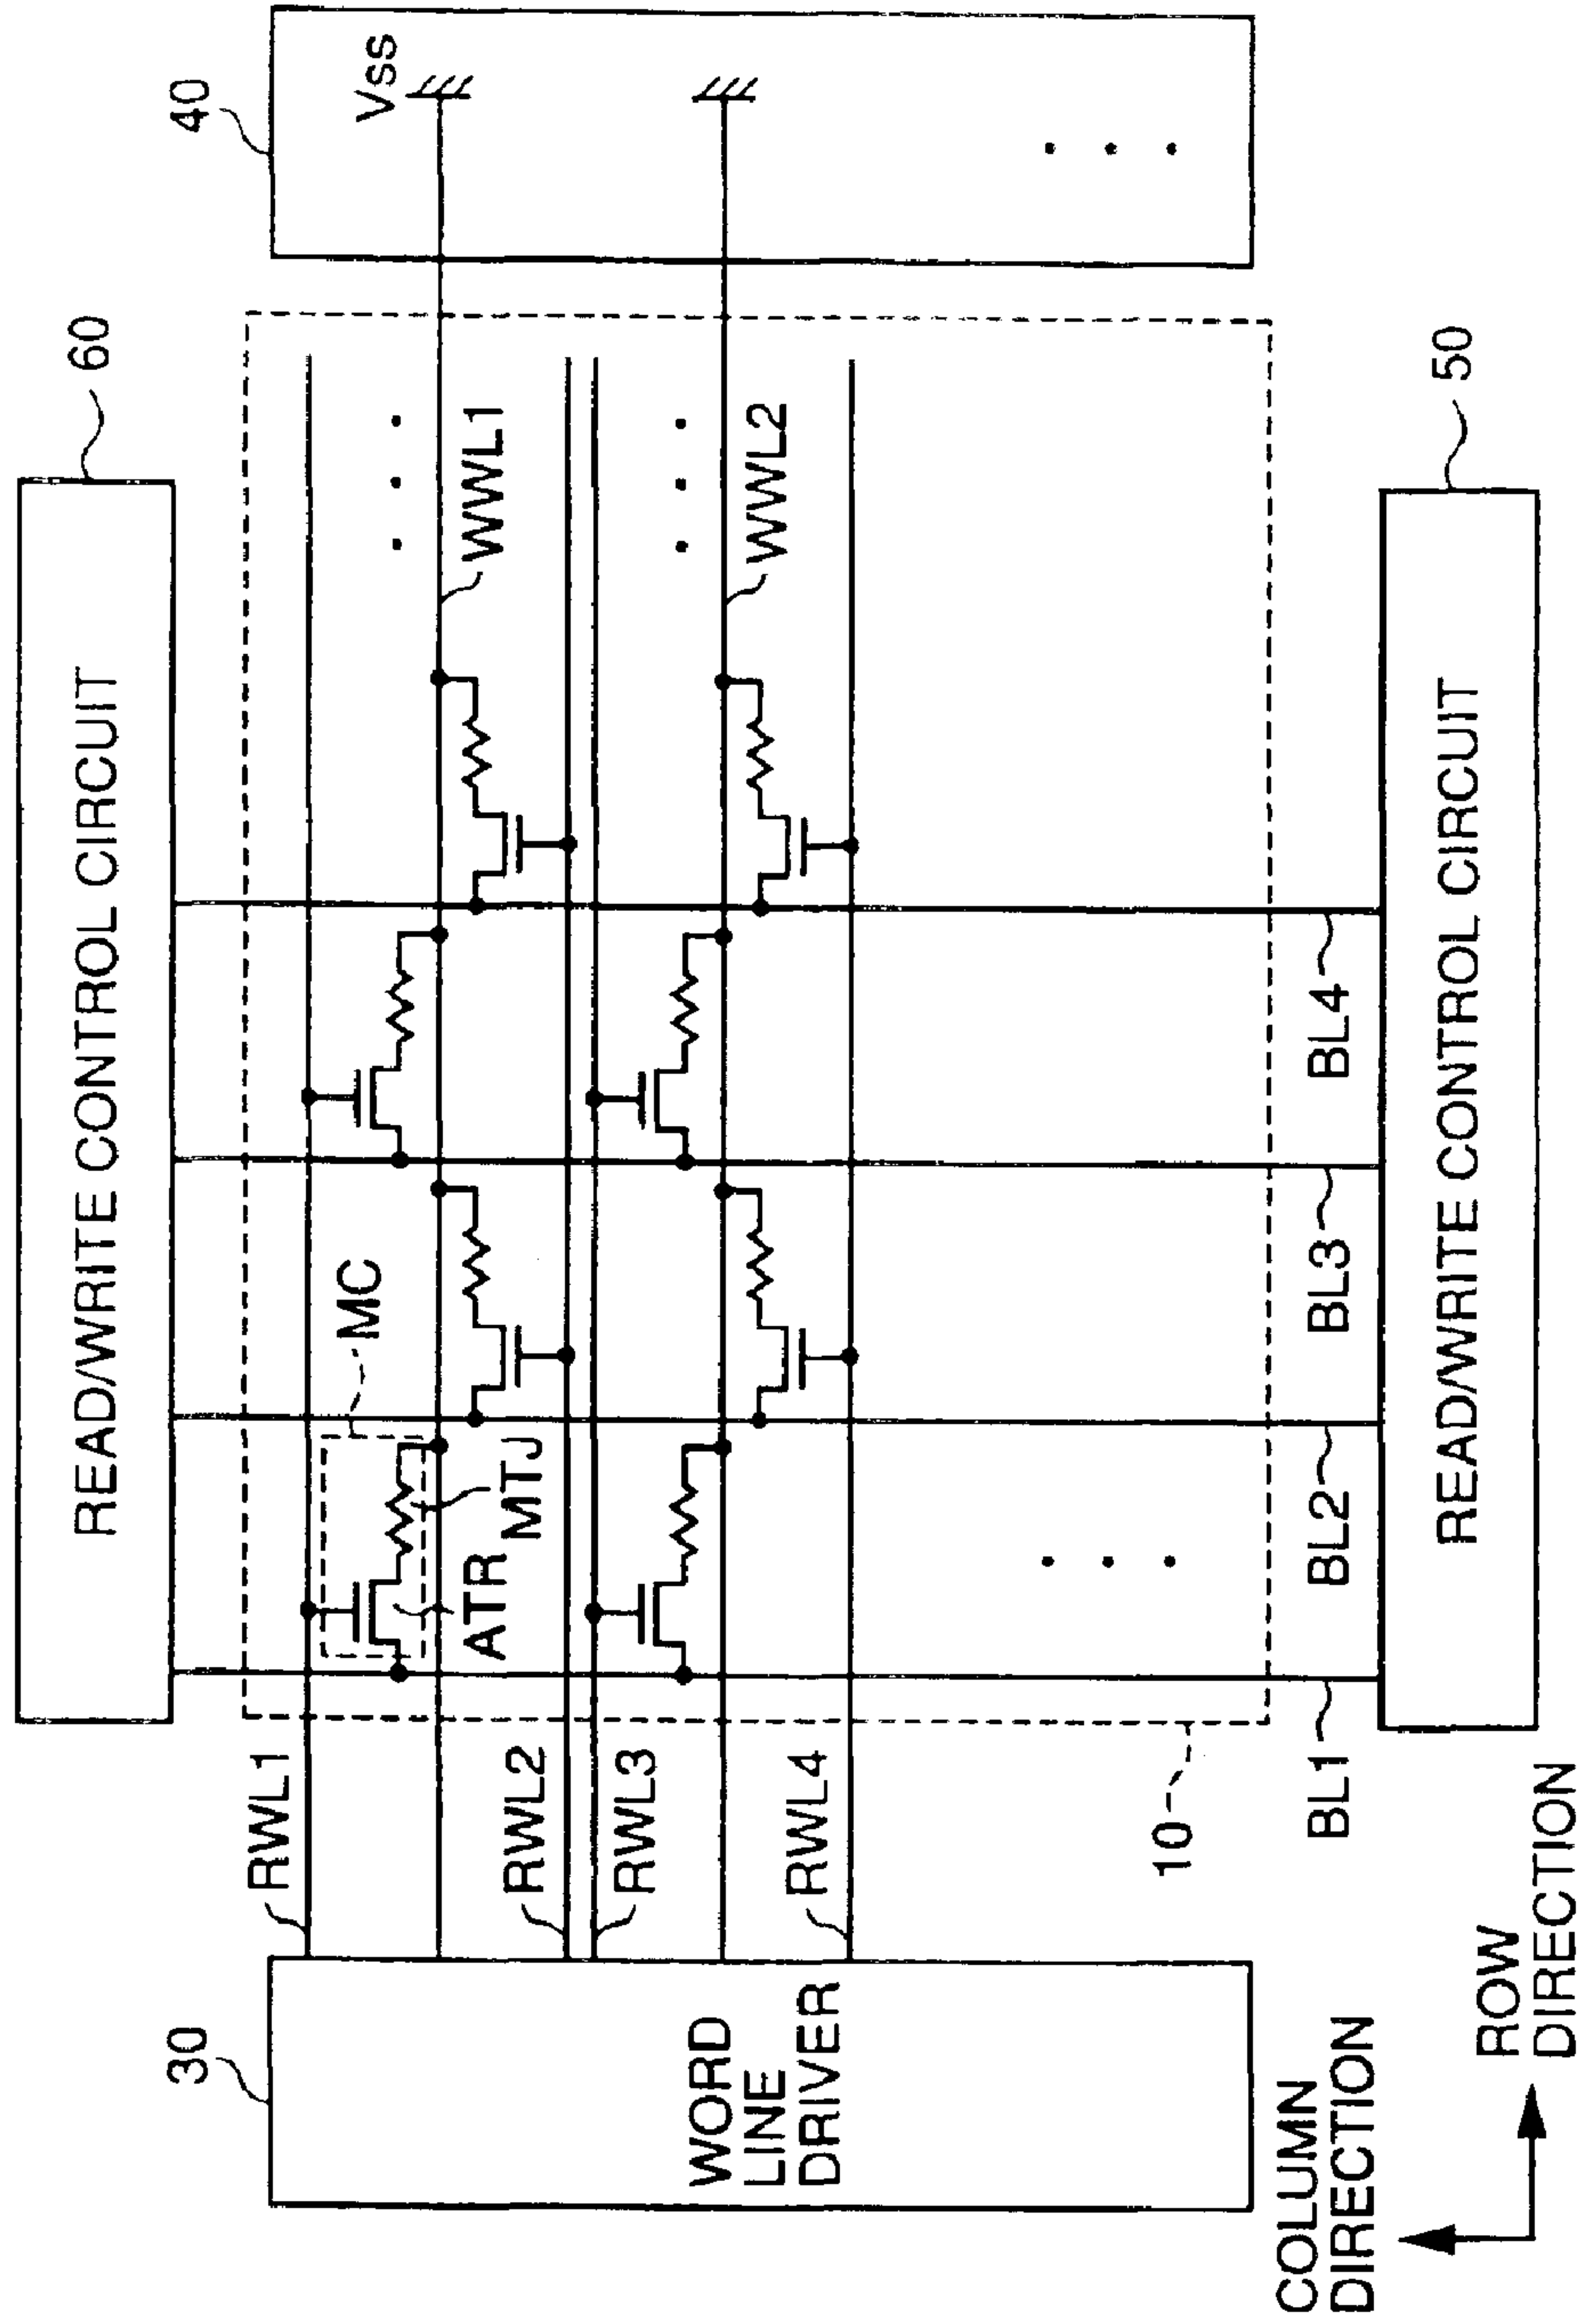 60
READ/WRITE CONTROL CIRCUIT
40
Vss
RWL1
MC
ATR
MTJ
WWL1
RWL2
RWL3
WWL2
RWL4
30
WORD
LINE
DRIVER
10
BL1
BL2
BL3
BL4
50
READ/WRITE CONTROL CIRCUIT
COLUMN
DIRECTION
ROW
DIRECTION